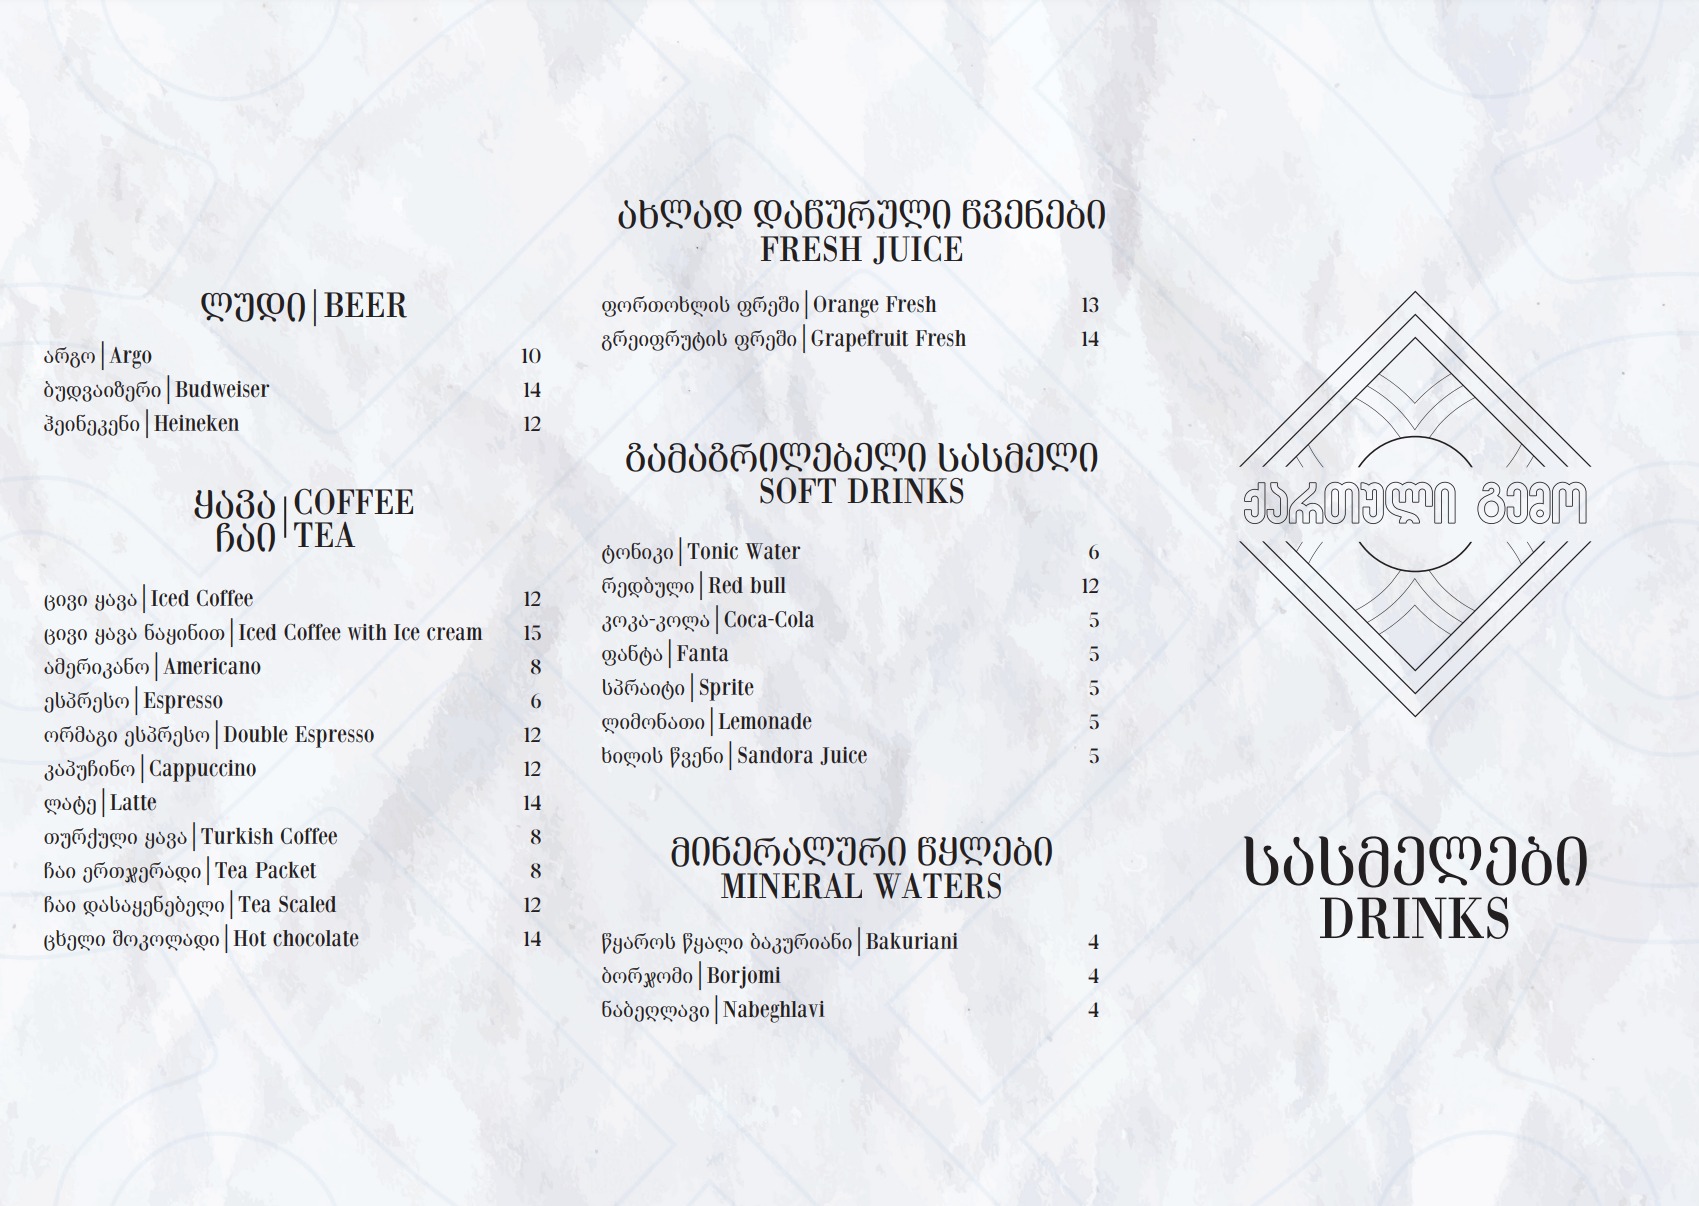 ლუდი|BEER
არგო|Argo 10
ბუდვაიზერი|Budweiser 14
ჰეინეკენი|Heineken 12
ყავა|COFFEE
ჩაი|TEA
ცივი ყავა|Iced Coffee 12
ცივი ყავა ნაყინით|Iced Coffee with Ice cream 15
ამერიკანო|Americano 8
ესპრესო|Espresso 6
ორმაგი ესპრესო|Double Espresso 12
კაპუჩინო|Cappuccino 12
ლატე|Latte 14
თურქული ყავა|Turkish Coffee 8
ჩაი ერთჯერადი|Tea Packet 8
ჩაი დასაყენებელი|Tea Scaled 12
ცხელი შოკოლადი|Hot chocolate 14
ახლად დაწურული წვენები
FRESH JUICE
ფორთოხლის ფრეში|Orange Fresh 13
გრეიფრუტის ფრეში|Grapefruit Fresh 14
გამაგრილებელი სასმელი
SOFT DRINKS
ტონიკი|Tonic Water 6
რედბული|Red bull 12
კოკა-კოლა|Coca-Cola 5
ფანტა|Fanta 5
სპრაიტი|Sprite 5
ლიმონათი|Lemonade 5
ხილის წვენი|Sandora Juice 5
მინერალური წყლები
MINERAL WATERS
წყაროს წყალი ბაკურიანი|Bakuriani 4
ბორჯომი|Borjomi 4
ნაბეღლავი|Nabeghlavi 4
ქართული გემო
სასმელები
DRINKS